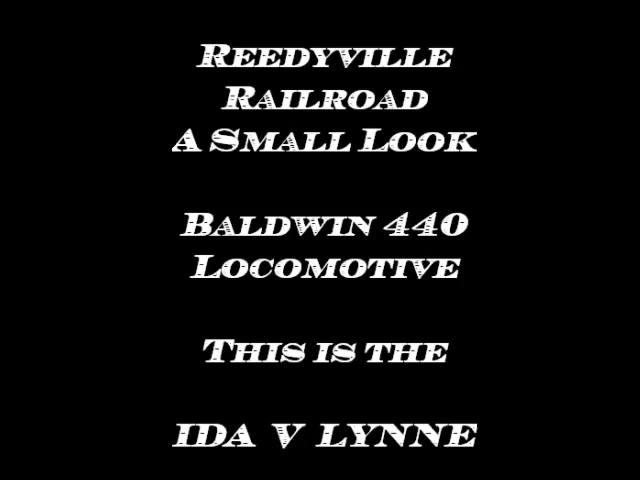 Reedyville
Railroad
A Small Look
Baldwin 440
Locomotive
This is the
IDA V LYNNE